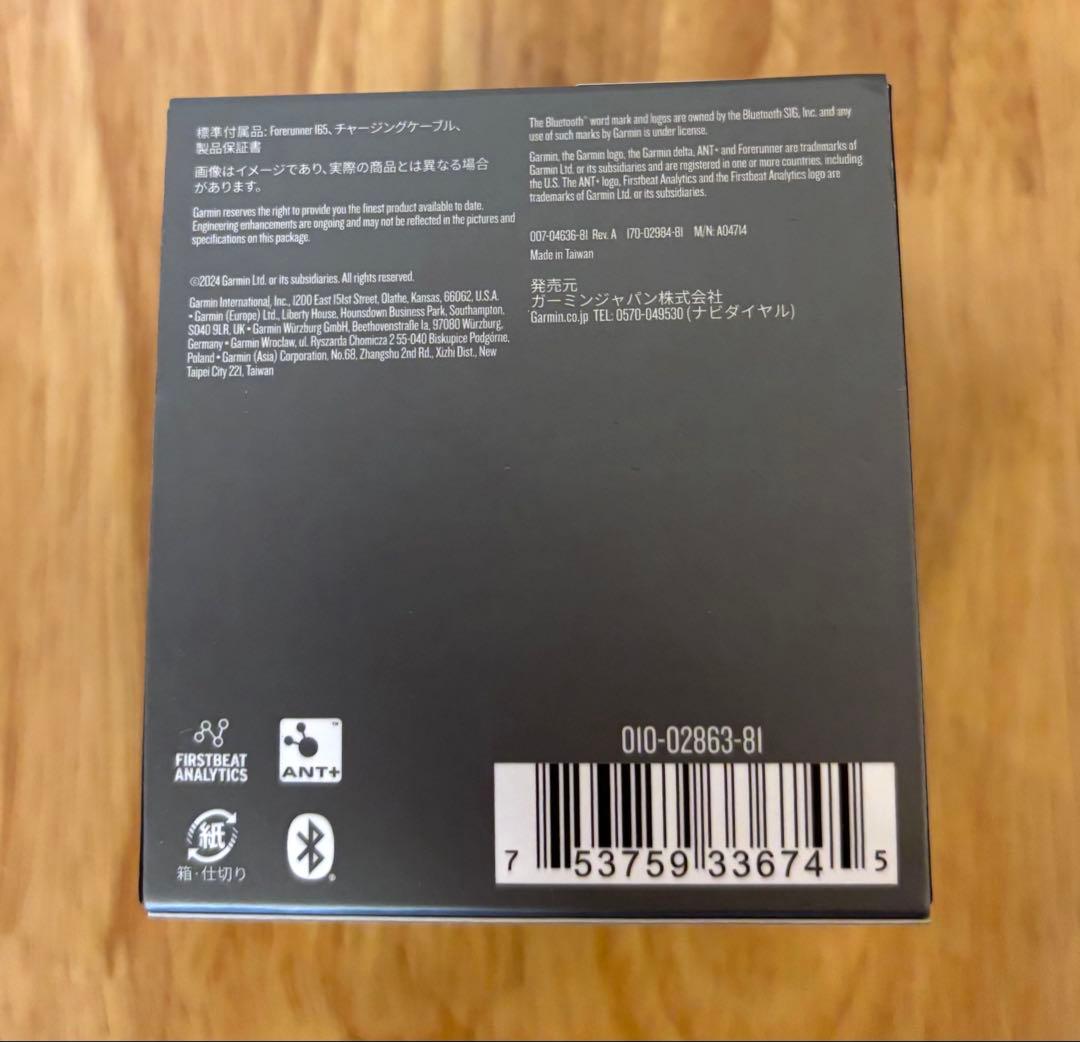 標準付属品: Forerunner 165、チャージングケーブル、
製品保証書
画像はイメージであり、実際の商品とは異なる場合
があります。
Garmin reserves the right to provide you the finest product available to date.
Engineering enhancements are ongoing and may not be reflected in the pictures and
specifications on this package.
©2024 Garmin Ltd. or its subsidiaries. All rights reserved.
Garmin International, Inc., 1200 East 151st Street, Olathe, Kansas, 66062, U.S.A.
• Garmin (Europe) Ltd., Liberty House, Hounsdown Business Park, Southampton,
SO40 9LR, UK • Garmin Würzburg GmbH, Beethovenstraße 1a, 97080 Würzburg,
Germany • Garmin Wroclaw, ul. Ryszarda Chomicza 2 55-040 Biskupice Podgórne,
Poland • Garmin (Asia) Corporation, No.68, Zhangshu 2nd Rd., Xizhi Dist., New
Taipei City 221, Taiwan
The Bluetooth® word mark and logos are owned by the Bluetooth SIG, Inc. and any
use of such marks by Garmin is under license.
Garmin, the Garmin logo, the Garmin delta, ANT+ and Forerunner are trademarks of
Garmin Ltd. or its subsidiaries and are registered in one or more countries, including
the U.S. The ANT+ logo, Firstbeat Analytics and the Firstbeat Analytics logo are
trademarks of Garmin Ltd. or its subsidiaries.
007-04636-81 Rev. A 170-02984-81 M/N: A04714
Made in Taiwan
発売元
ガーミンジャパン株式会社
Garmin.co.jp TEL: 0570-049530 (ナビダイヤル)
FIRSTBEAT
ANALYTICS
ANT+™
紙
箱・仕切り
010-02863-81
7 53759 33674 5